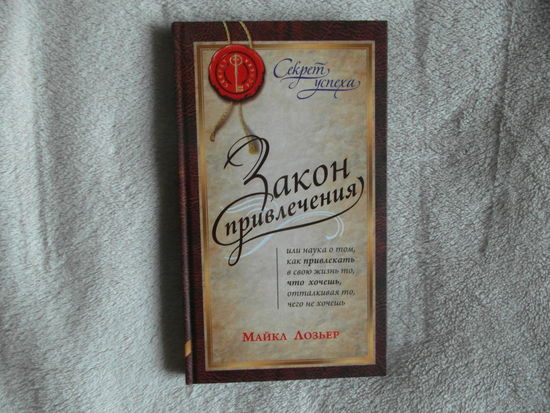 Секрет
успеха
Закон
привлечения
или наука о том,
как привлекать
в свою жизнь то,
что хочешь,
отталкивая то,
чего не хочешь
Майкл Лозьер